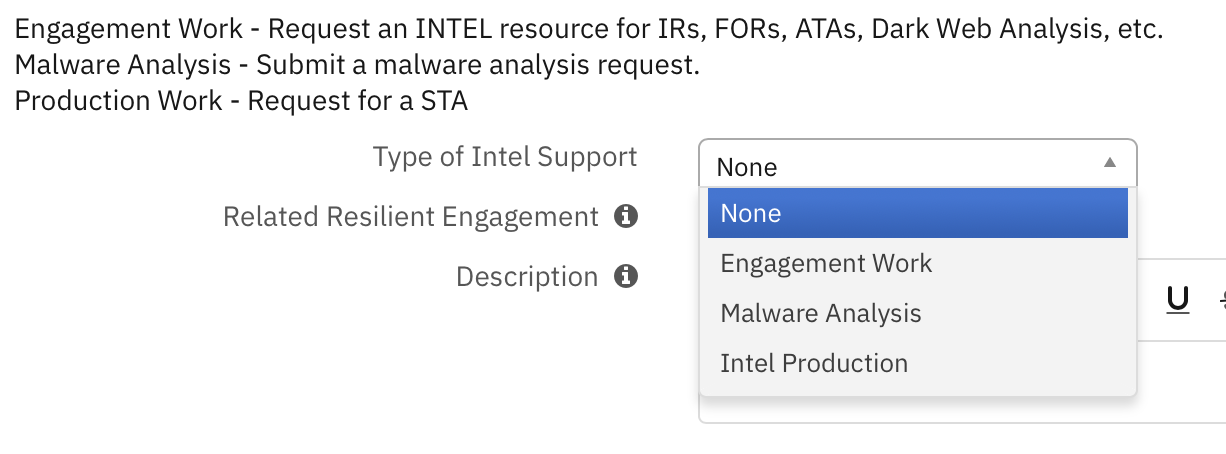 Engagement Work - Request an INTEL resource for IRs, FORs, ATAs, Dark Web Analysis, etc.
Malware Analysis - Submit a malware analysis request.
Production Work - Request for a STA
Type of Intel Support
None
None
Engagement Work
Malware Analysis
Intel Production
Related Resilient Engagement
Description
U